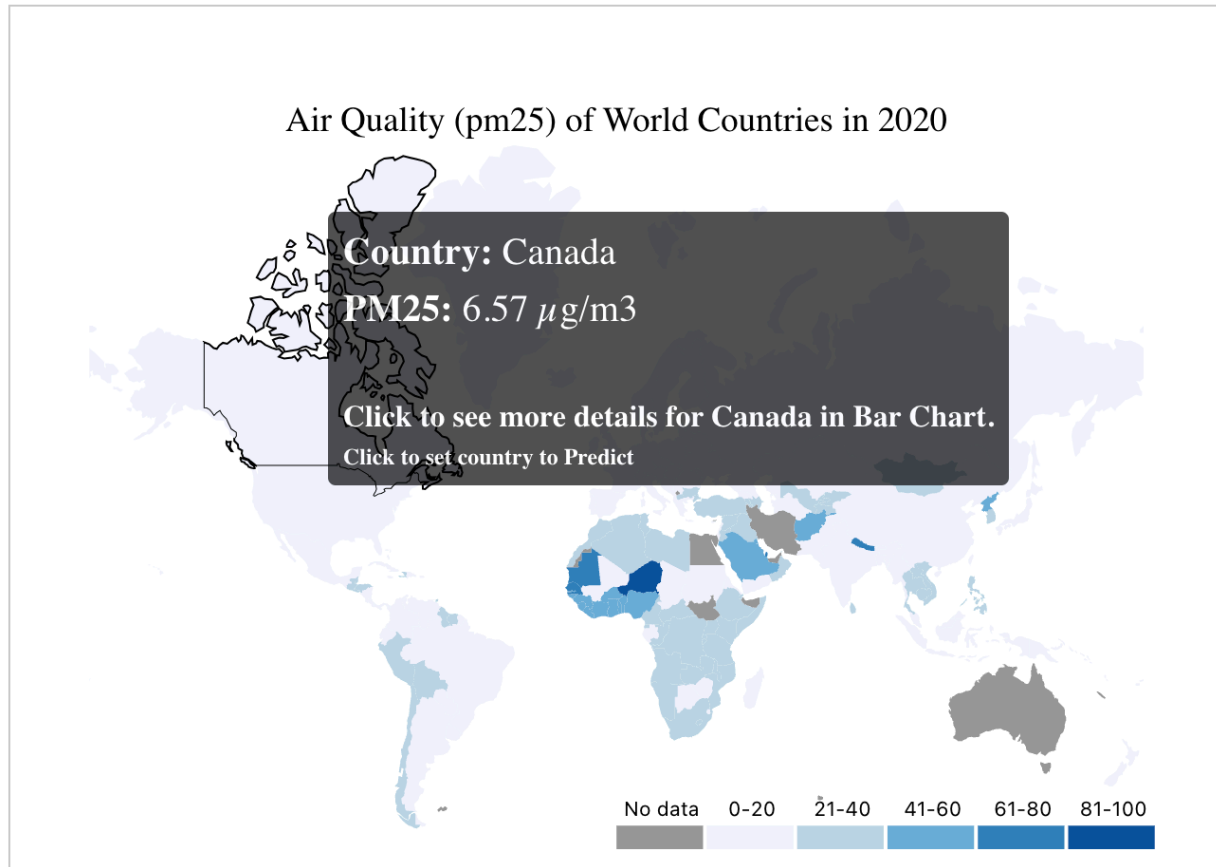 Air Quality (pm25) of World Countries in 2020
Country: Canada
PM25: 6.57 µg/m3
Click to see more details for Canada in Bar Chart.
Click to set country to Predict
No data 0-20 21-40 41-60 61-80 81-100